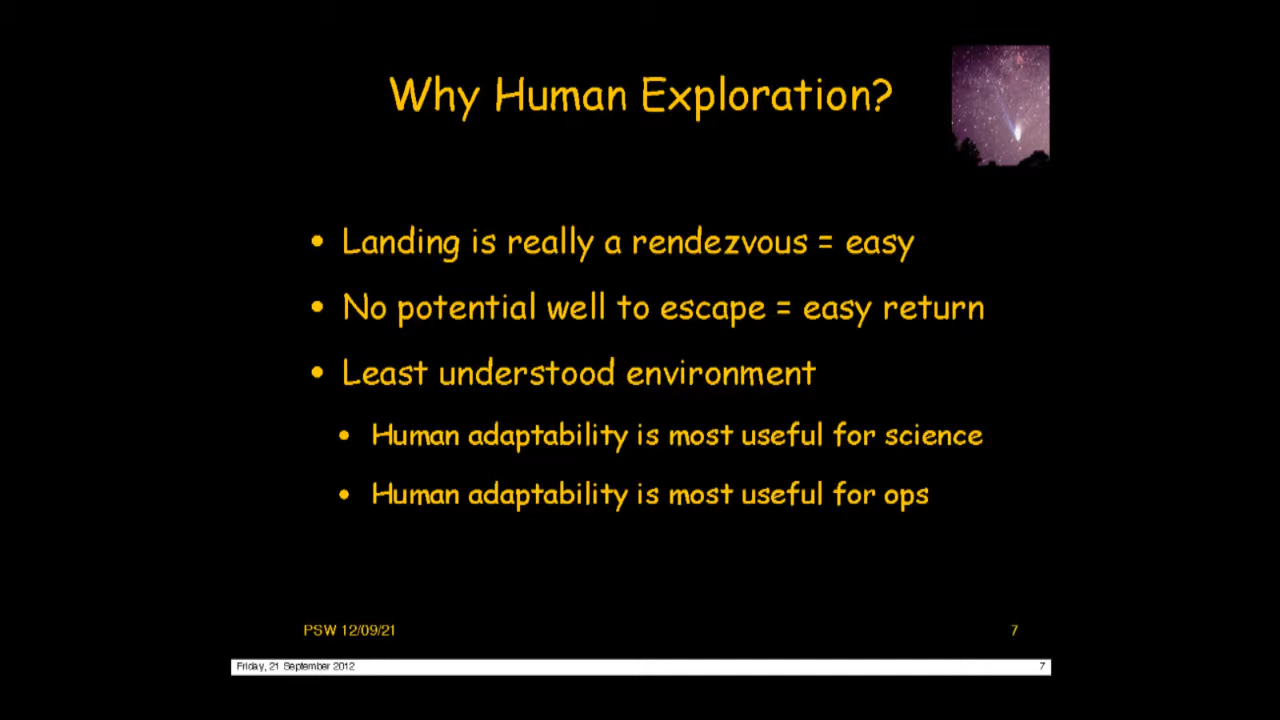 Why Human Exploration?
• Landing is really a rendezvous = easy
• No potential well to escape = easy return
• Least understood environment
• Human adaptability is most useful for science
• Human adaptability is most useful for ops
PSW 12/09/21 7
Friday, 21 September 2012 7